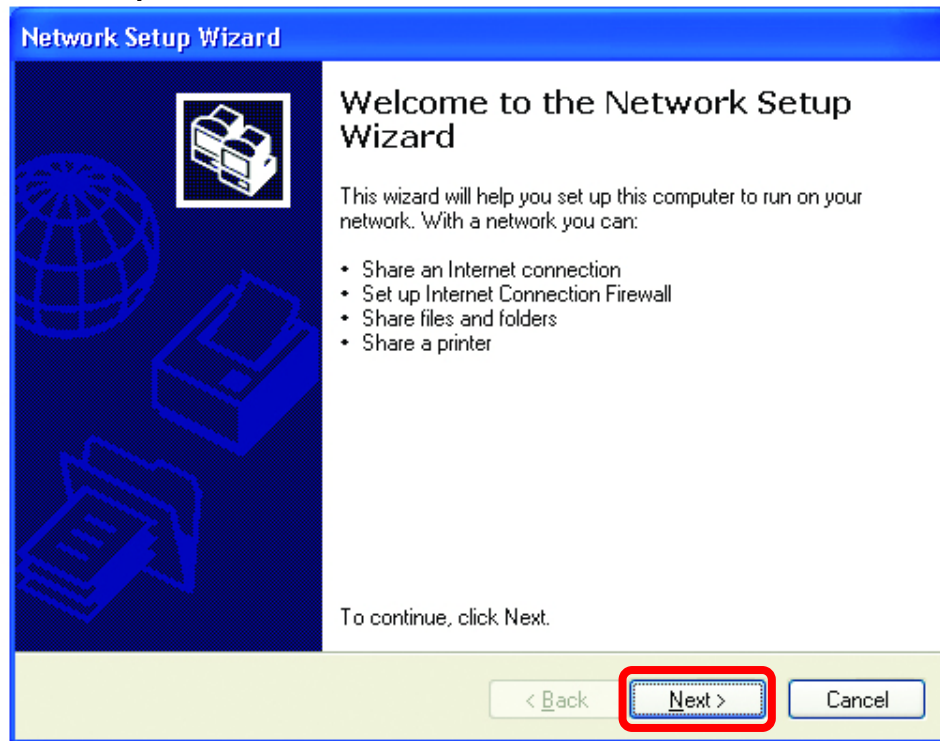 Network Setup Wizard
Welcome to the Network Setup
Wizard
This wizard will help you set up this computer to run on your
network. With a network you can:
• Share an Internet connection
• Set up Internet Connection Firewall
• Share files and folders
• Share a printer
To continue, click Next.
< Back Next > Cancel